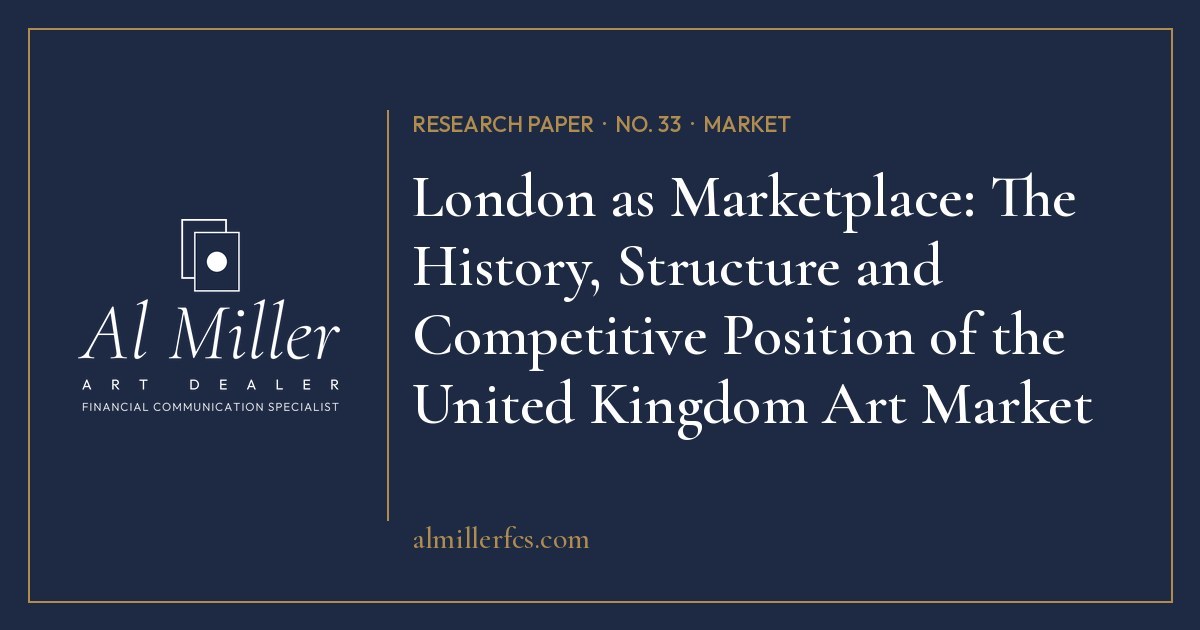 Al Miller
ART DEALER
FINANCIAL COMMUNICATION SPECIALIST
RESEARCH PAPER · NO. 33 · MARKET
London as Marketplace: The
History, Structure and
Competitive Position of the
United Kingdom Art Market
almillerfcs.com